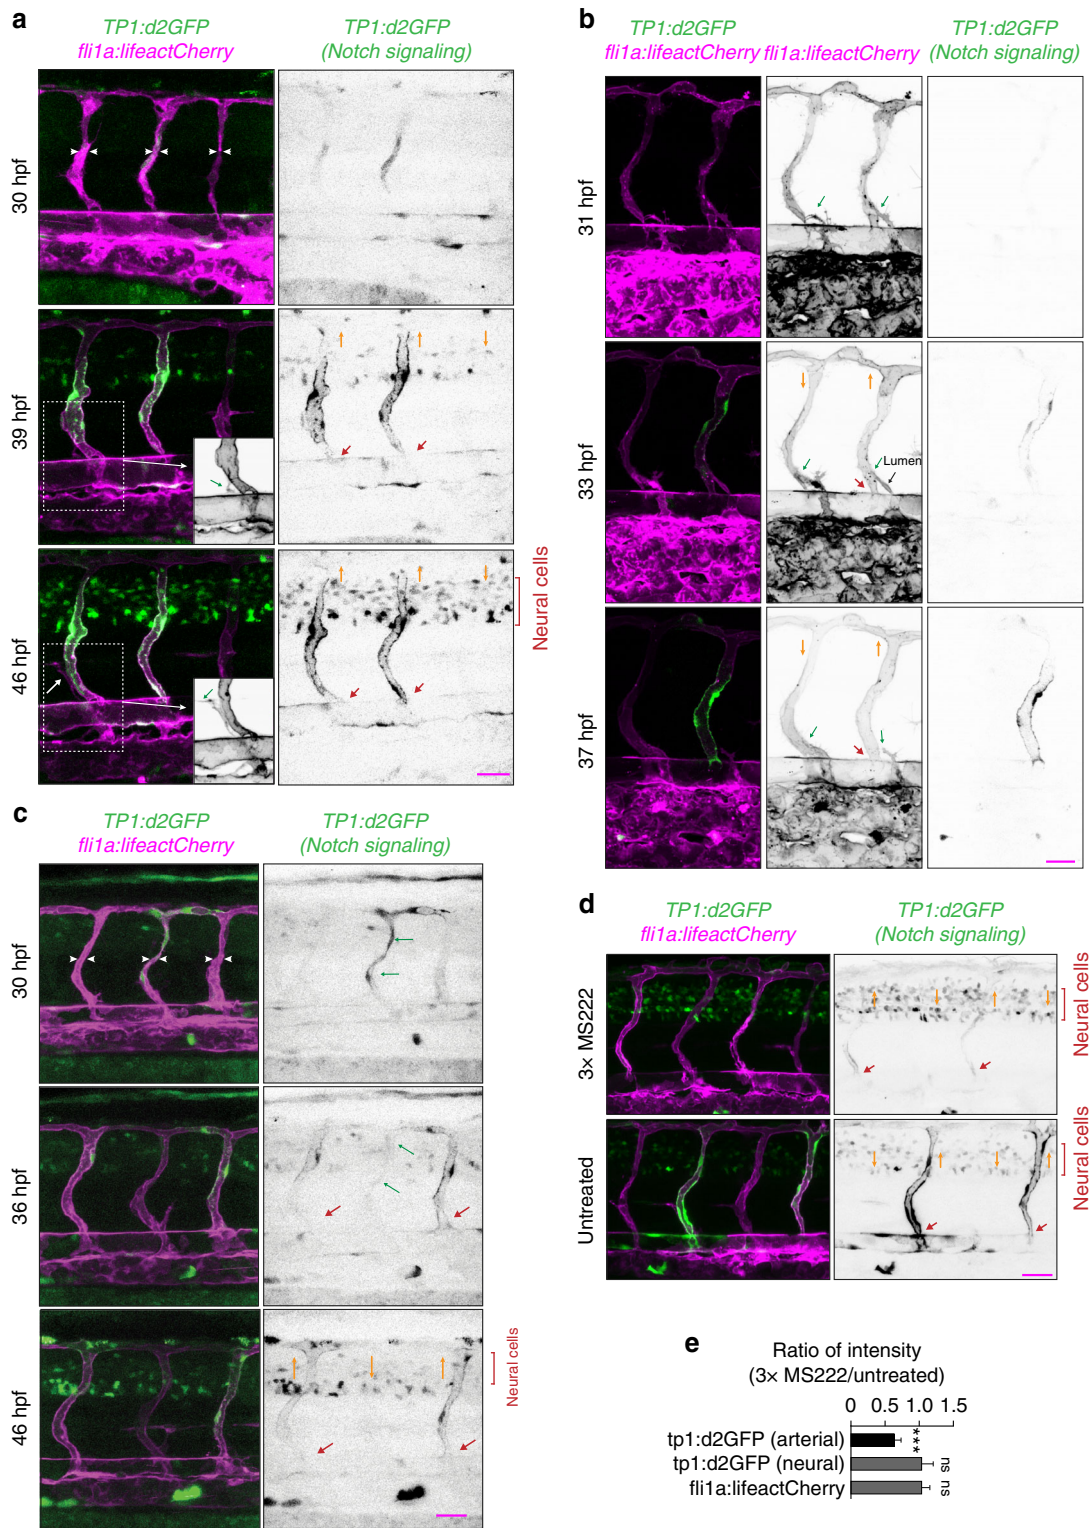 a
TP1:d2GFP
fli1a:lifeactCherry
TP1:d2GFP
(Notch signaling)
30 hpf
39 hpf
46 hpf
Neural cells
b
TP1:d2GFP
fli1a:lifeactCherry
fli1a:lifeactCherry
TP1:d2GFP
(Notch signaling)
31 hpf
33 hpf
Lumen
37 hpf
c
TP1:d2GFP
fli1a:lifeactCherry
TP1:d2GFP
(Notch signaling)
30 hpf
36 hpf
46 hpf
Neural cells
d
TP1:d2GFP
fli1a:lifeactCherry
TP1:d2GFP
(Notch signaling)
3× MS222
Neural cells
Untreated
Neural cells
e
Ratio of intensity
(3× MS222/untreated)
0 0.5 1.0 1.5
tp1:d2GFP (arterial) ***
tp1:d2GFP (neural) ns
fli1a:lifeactCherry ns